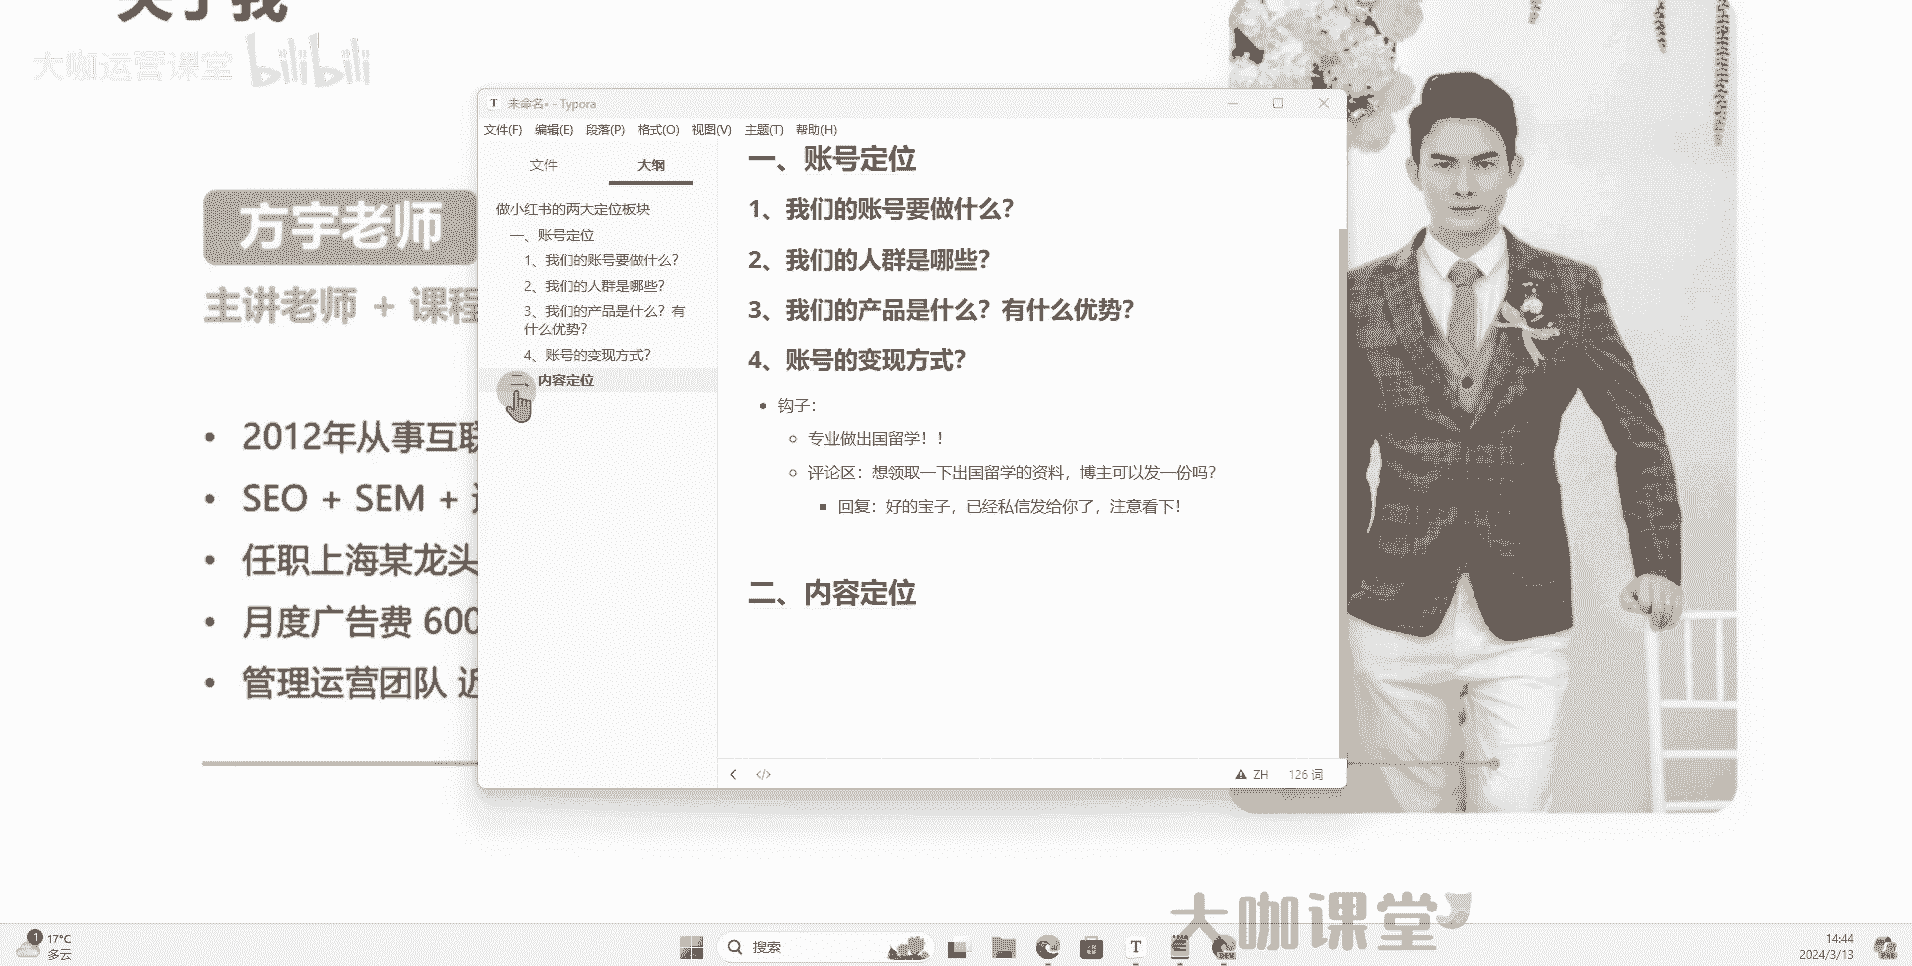 关于我
大咖运营课堂 bilibili
方宇老师
主讲老师 + 课程
2012年从事互联
SEO + SEM +
任职上海某龙头
月度广告费 600
管理运营团队 近
T 未命名• - Typora
文件(F) 编辑(E) 段落(P) 格式(O) 视图(V) 主题(T) 帮助(H)
文件 大纲
做小红书的两大定位板块
一、账号定位
1、我们的账号要做什么?
2、我们的人群是哪些?
3、我们的产品是什么? 有
什么优势?
4、账号的变现方式?
二、内容定位
一、账号定位
1、我们的账号要做什么?
2、我们的人群是哪些?
3、我们的产品是什么? 有什么优势?
4、账号的变现方式?
钩子:
专业做出国留学! !
评论区: 想领取一下出国留学的资料, 博主可以发一份吗?
回复: 好的宝子, 已经私信发给你了, 注意看下!
二、内容定位
</> ZH 126 词
大咖课堂
1 17°C
多云
搜索
T
14:44
2024/3/13